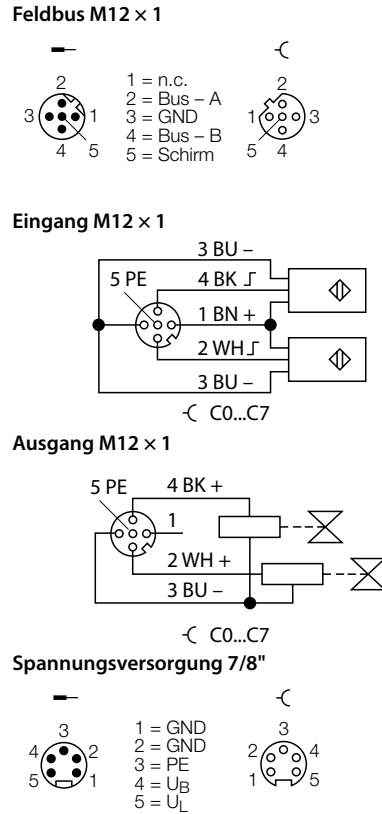 Feldbus M12 × 1
2
3
1
4
5
1 = n.c.
2 = Bus – A
3 = GND
4 = Bus – B
5 = Schirm
2
1
3
5
4
Eingang M12 × 1
3 BU –
5 PE
4 BK
1 BN +
2 WH
3 BU –
C0...C7
Ausgang M12 × 1
5 PE
4 BK +
1
2 WH +
3 BU –
C0...C7
Spannungsversorgung 7/8"
3
4
2
5
1
1 = GND
2 = GND
3 = PE
4 = UB
5 = UL
3
2
4
1
5